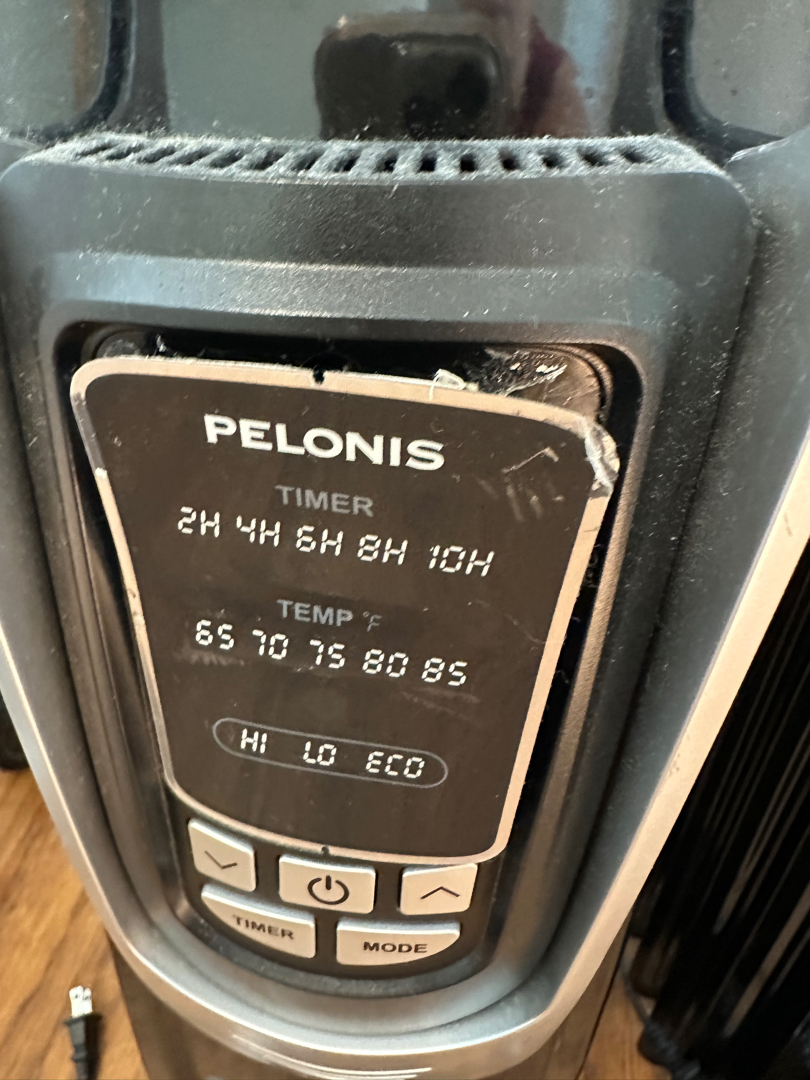 PELONIS
TIMER
2H 4H 6H 8H 10H
TEMP °F
65 70 75 80 85
HI LO ECO
TIMER
MODE